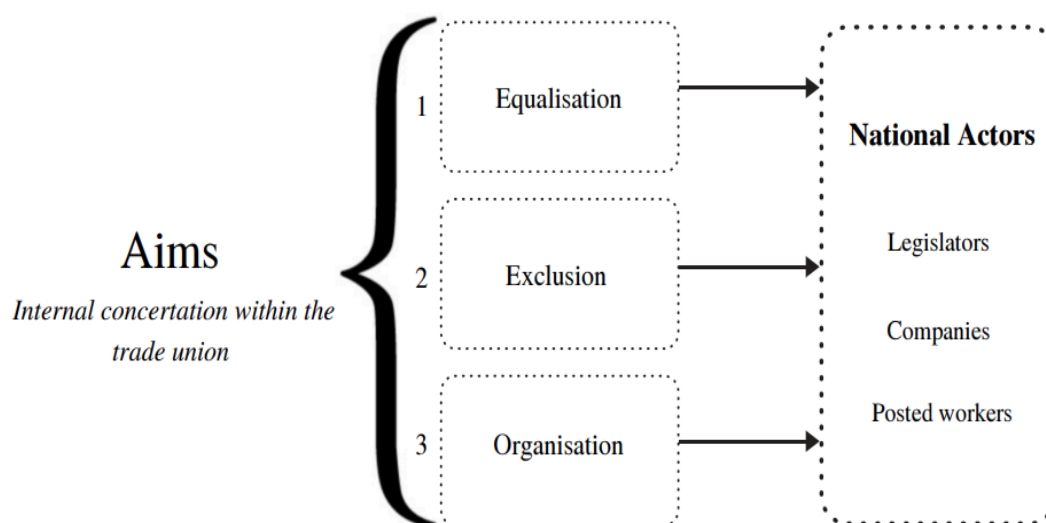 Aims
Internal concertation within the
trade union
1
Equalisation
2
Exclusion
3
Organisation
National Actors
Legislators
Companies
Posted workers